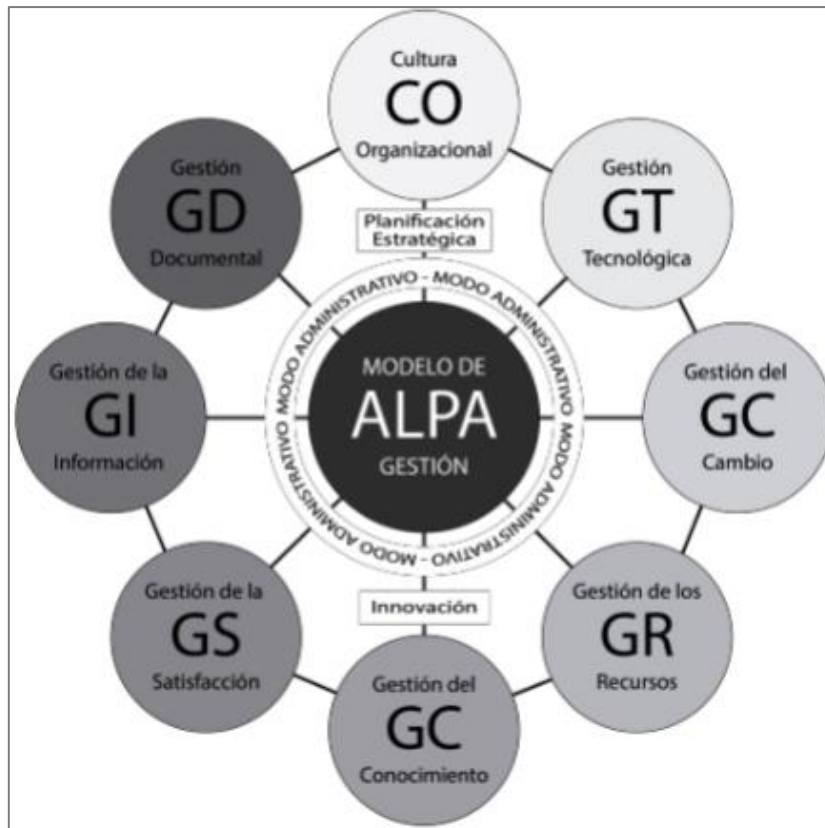 Cultura
CO
Organizacional
Gestión
GD
Documental
Gestión
GT
Tecnológica
Planificación
Estratégica
MODO ADMINISTRATIVO - MODO ADMINISTRATIVO MODO ADMINISTRATIVO - MODO ADMINISTRATIVO
MODELO DE
ALPA
GESTIÓN
Gestión de la
GI
Información
Gestión del
GC
Cambio
Gestión de la
GS
Satisfacción
Innovación
Gestión de los
GR
Recursos
Gestión del
GC
Conocimiento